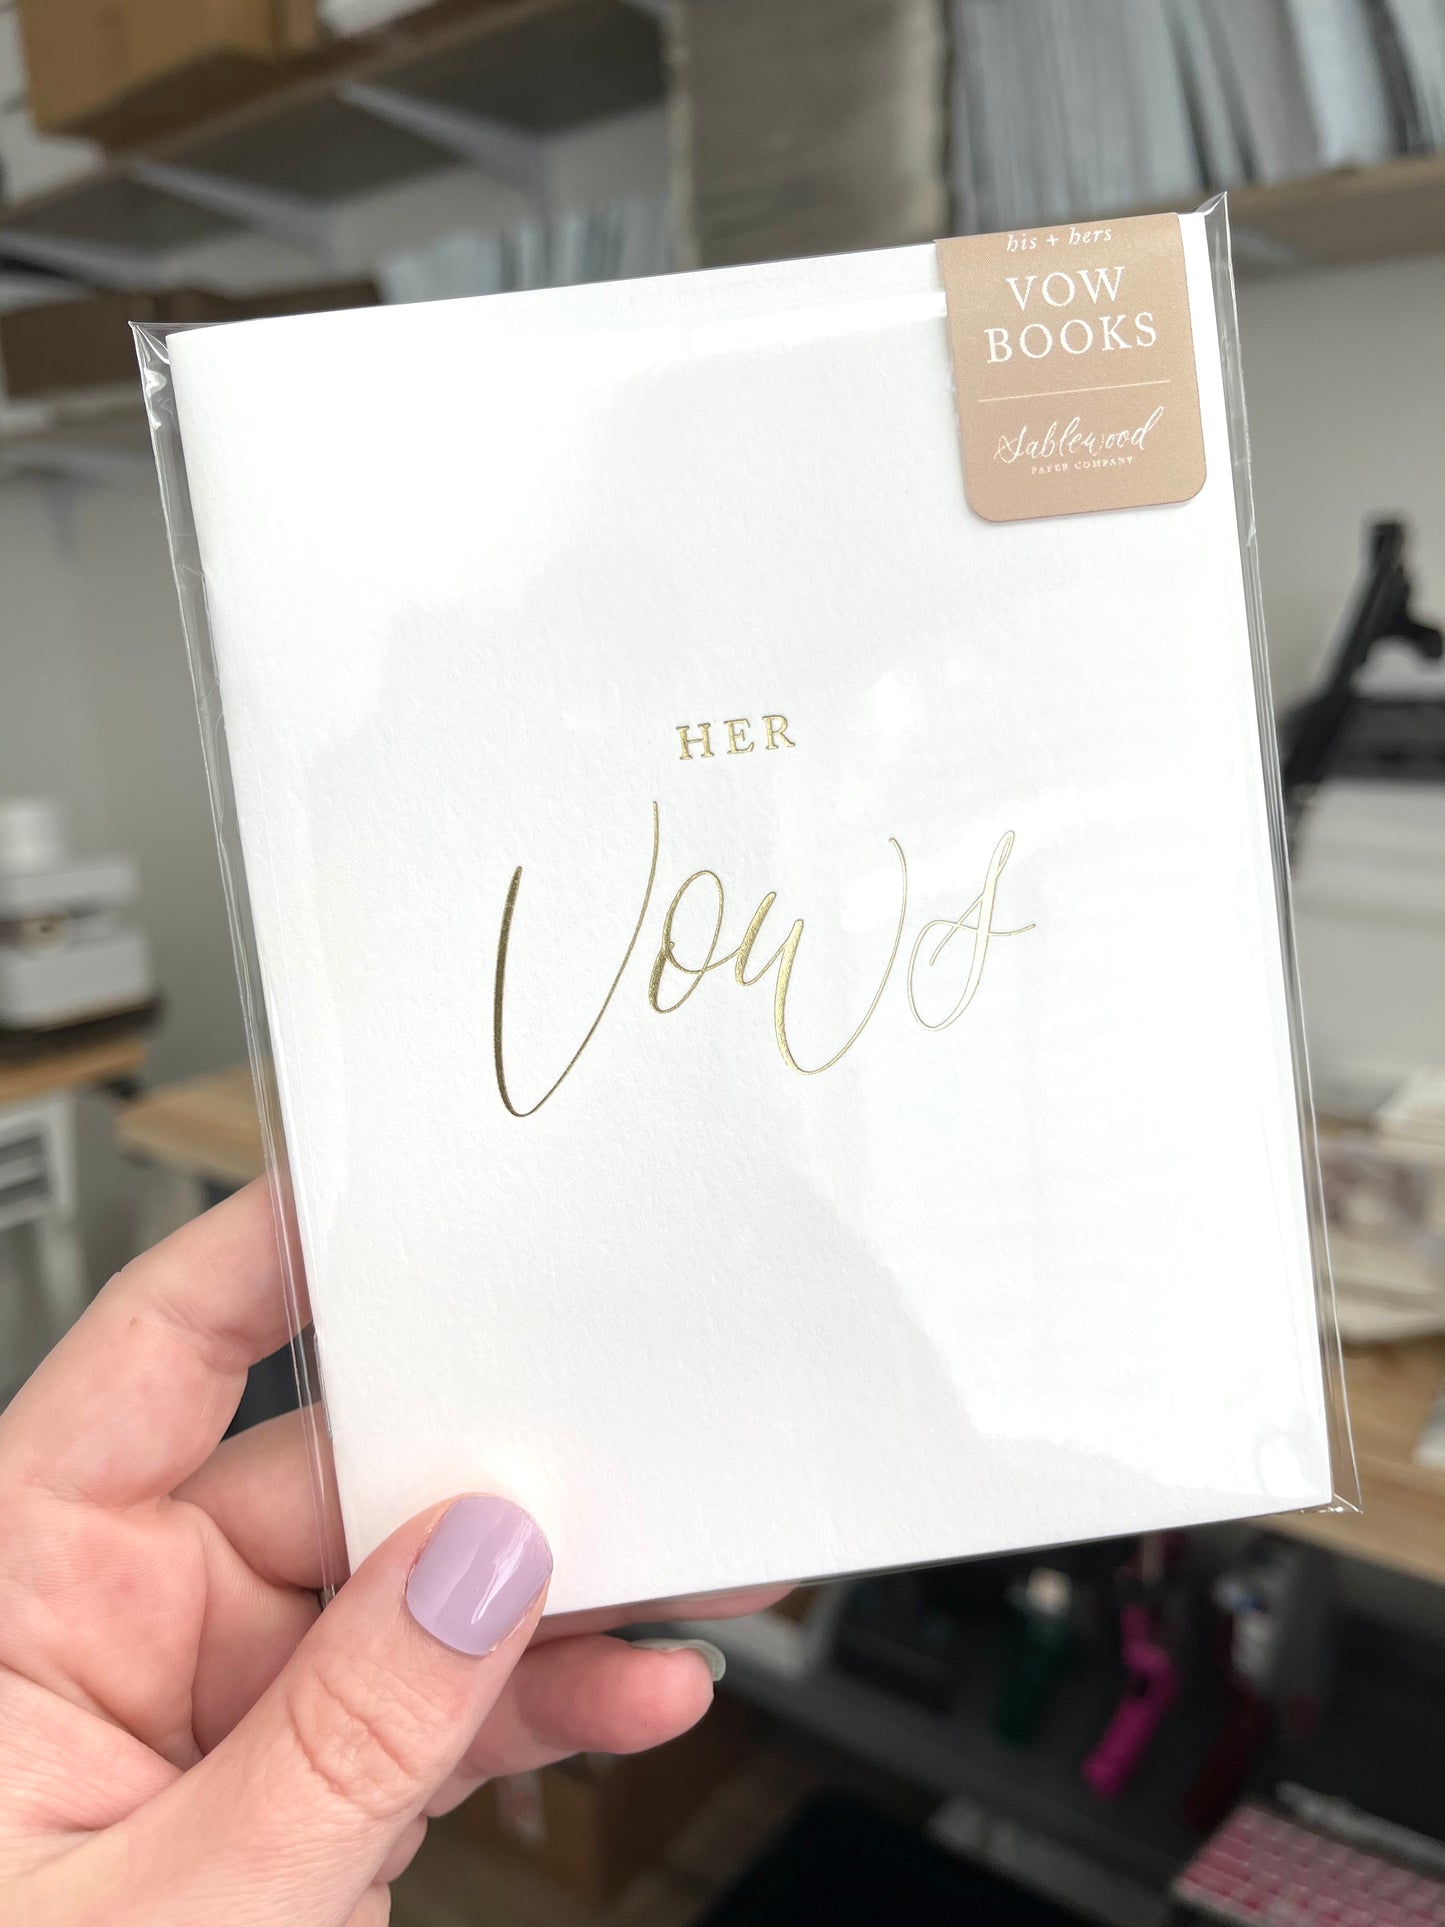 his + hers
VOW
BOOKS
Sablewood
PAPER COMPANY
HER
Vows